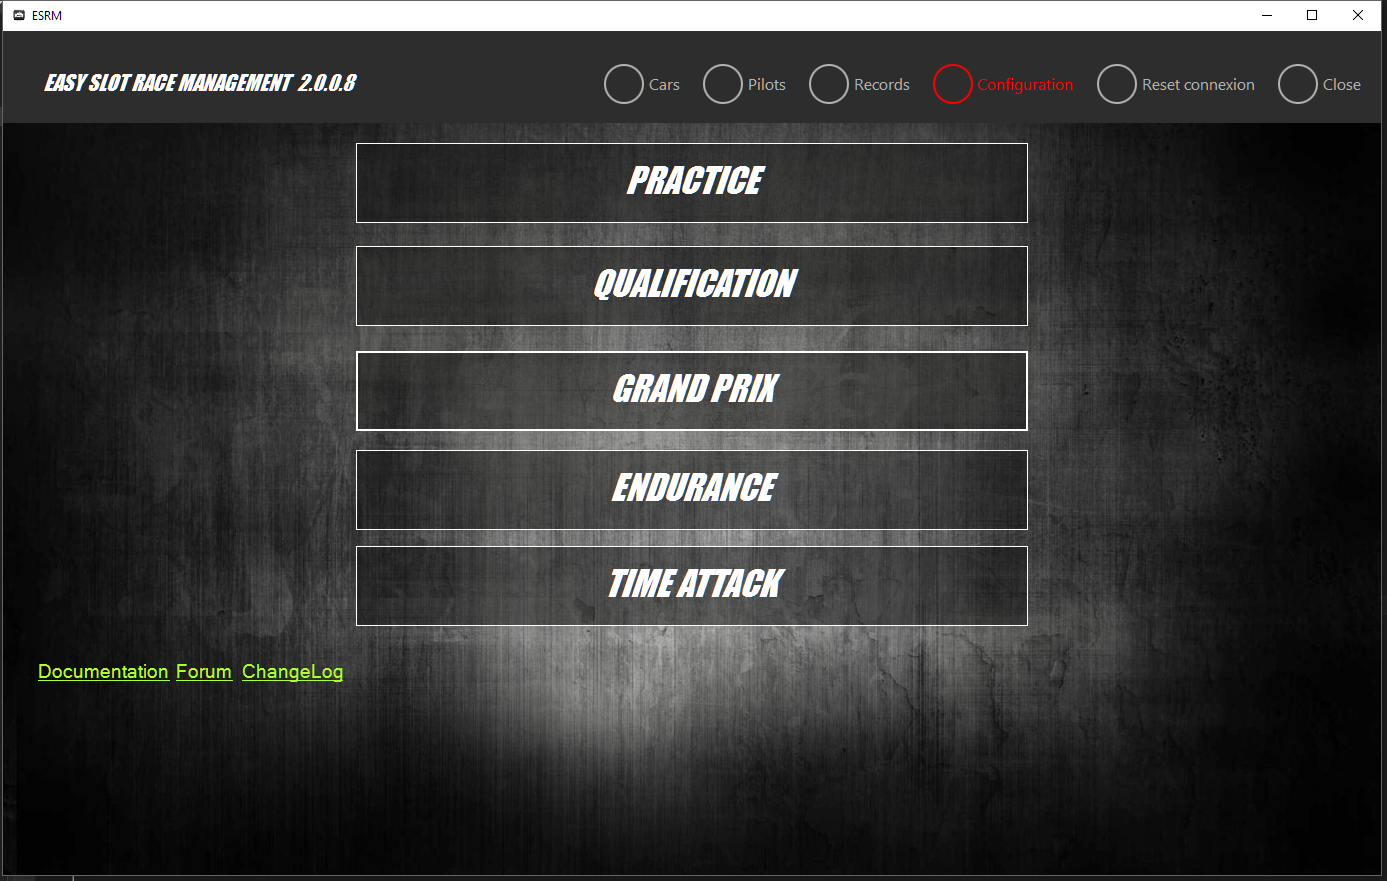 ESRM
EASY SLOT RACE MANAGEMENT 2.0.0.8
Cars
Pilots
Records
Configuration
Reset connexion
Close
PRACTICE
QUALIFICATION
GRAND PRIX
ENDURANCE
TIME ATTACK
Documentation Forum ChangeLog